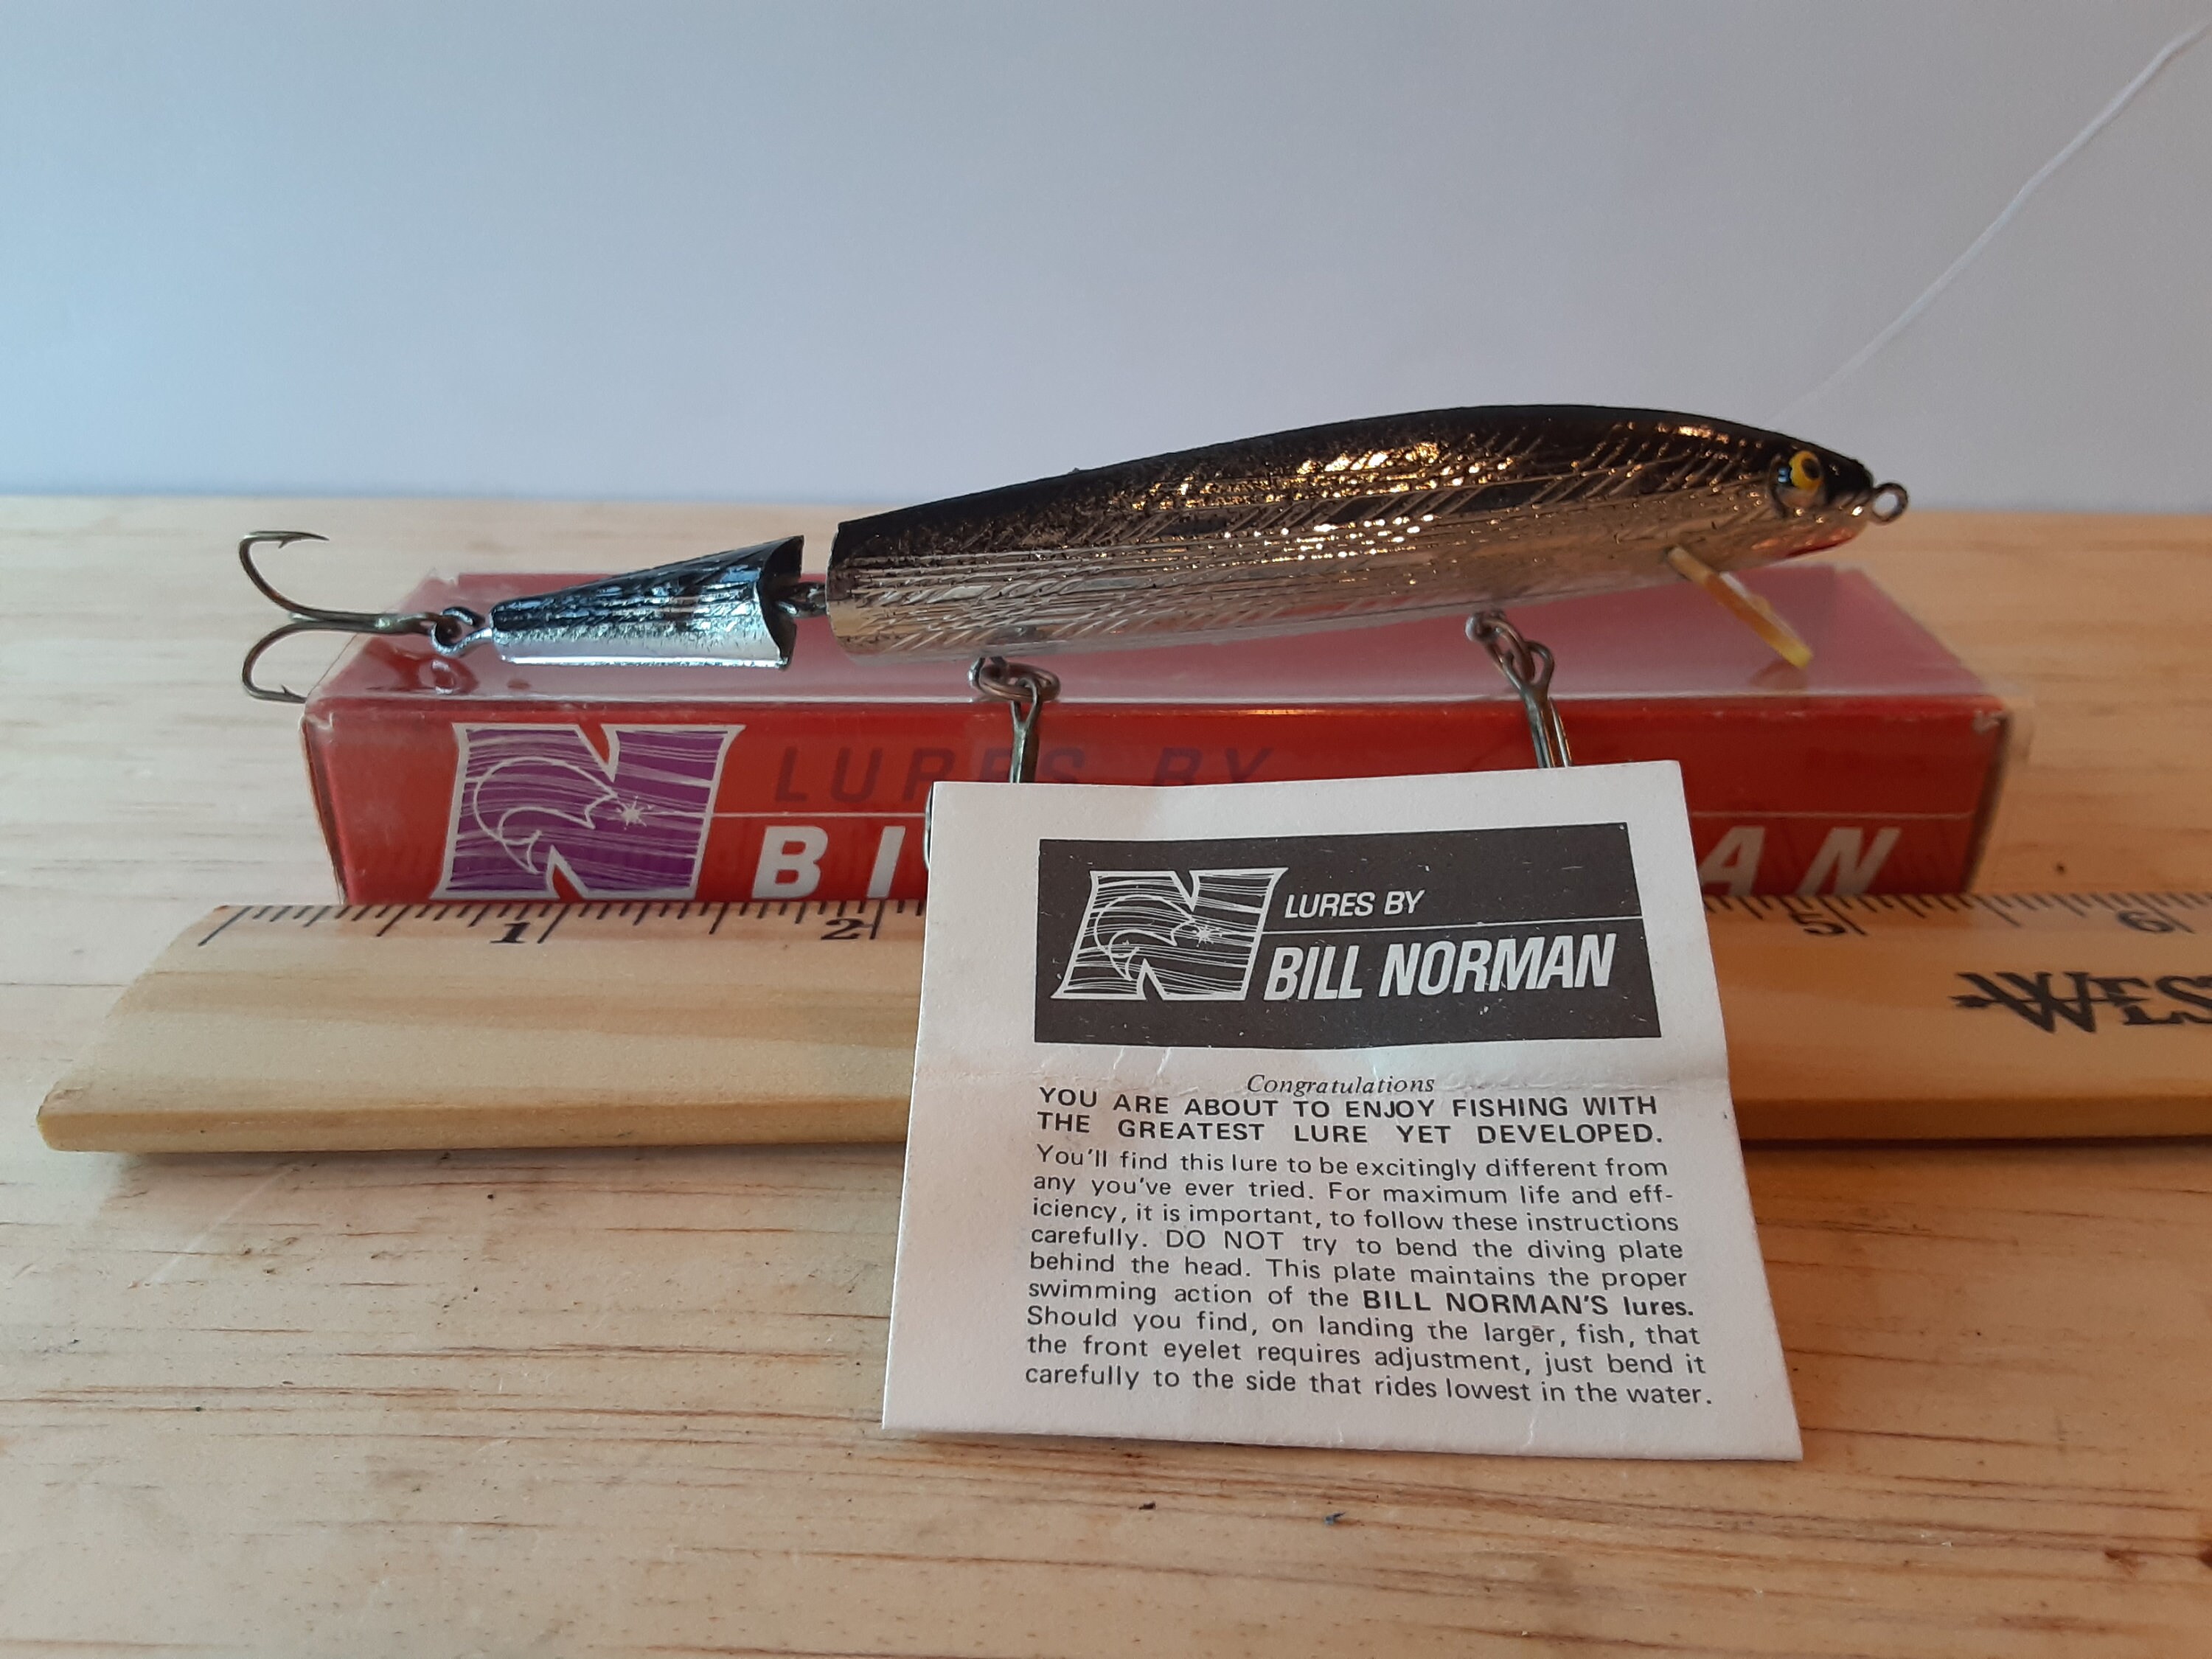 LURES BY
BI
AN
1 2 5 6
WES
N LURES BY
BILL NORMAN
Congratulations
YOU ARE ABOUT TO ENJOY FISHING WITH
THE GREATEST LURE YET DEVELOPED.
You'll find this lure to be excitingly different from
any you've ever tried. For maximum life and eff-
iciency, it is important, to follow these instructions
carefully. DO NOT try to bend the diving plate
behind the head. This plate maintains the proper
swimming action of the BILL NORMAN'S lures.
Should you find, on landing the larger, fish, that
the front eyelet requires adjustment, just bend it
carefully to the side that rides lowest in the water.